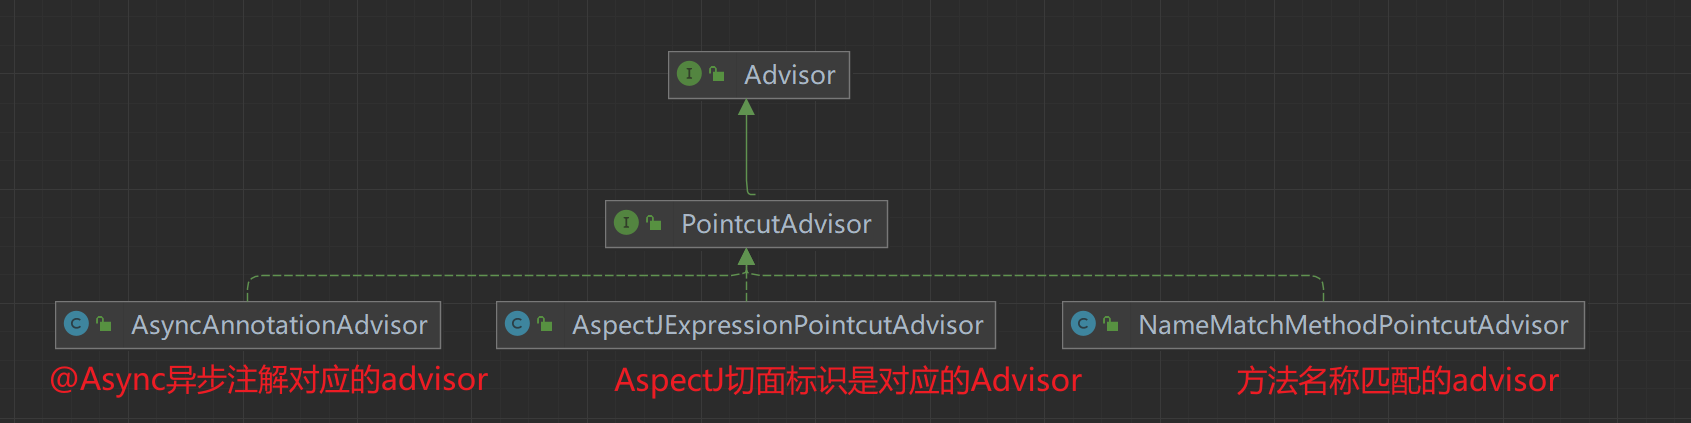 Advisor
PointcutAdvisor
AsyncAnnotationAdvisor
AspectJExpressionPointcutAdvisor
NameMatchMethodPointcutAdvisor
@Async异步注解对应的advisor
AspectJ切面标识是对应的Advisor
方法名称匹配的advisor